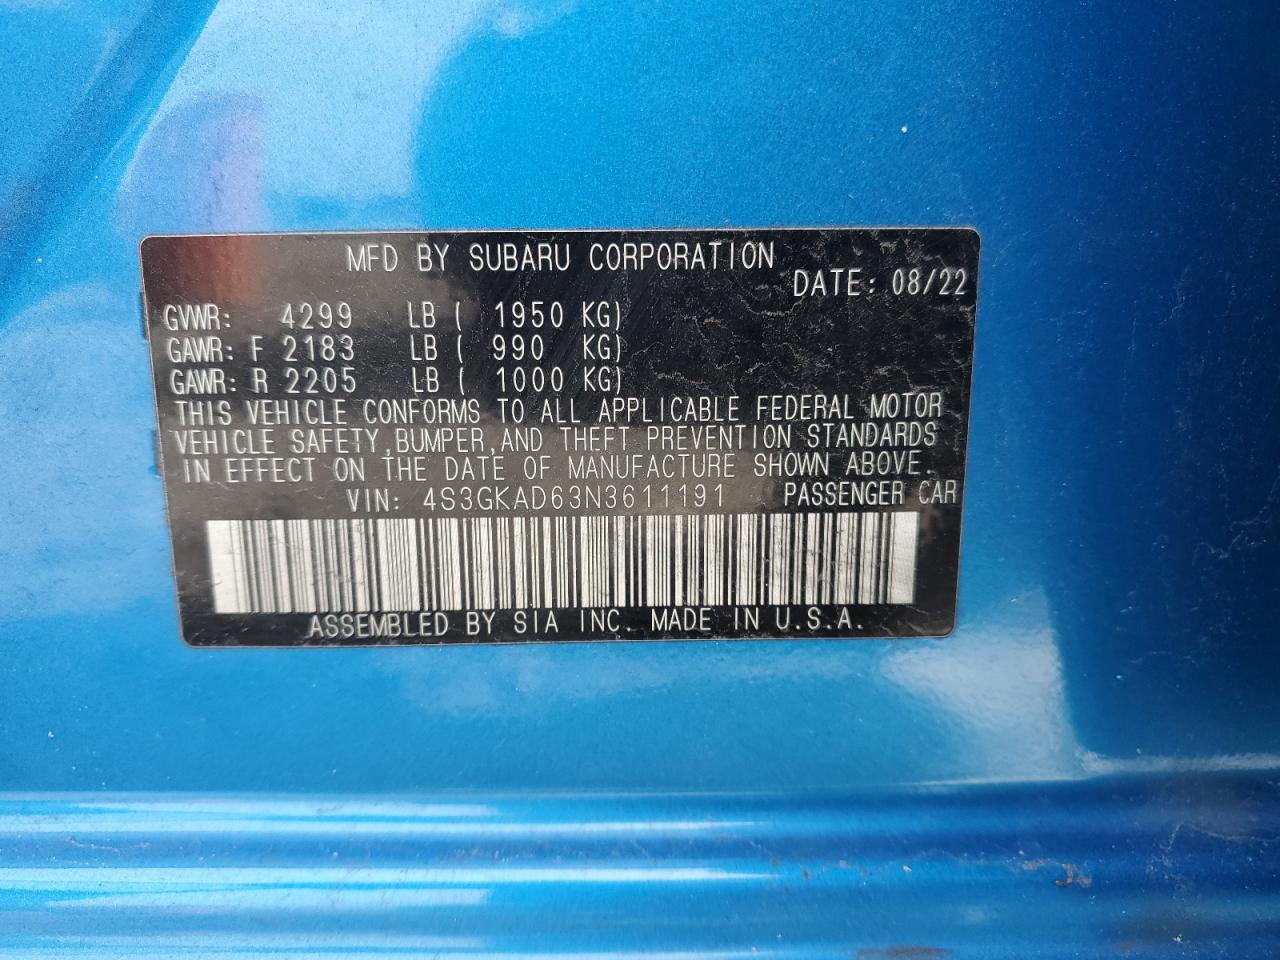 MFD BY SUBARU CORPORATION
DATE: 08/22
GVWR: 4299 LB ( 1950 KG)
GAWR: F 2183 LB ( 990 KG)
GAWR: R 2205 LB ( 1000 KG)
THIS VEHICLE CONFORMS TO ALL APPLICABLE FEDERAL MOTOR
VEHICLE SAFETY, BUMPER, AND THEFT PREVENTION STANDARDS
IN EFFECT ON THE DATE OF MANUFACTURE SHOWN ABOVE.
VIN: 4S3GKAD63N3611191 PASSENGER CAR
ASSEMBLED BY SIA INC. MADE IN U.S.A.